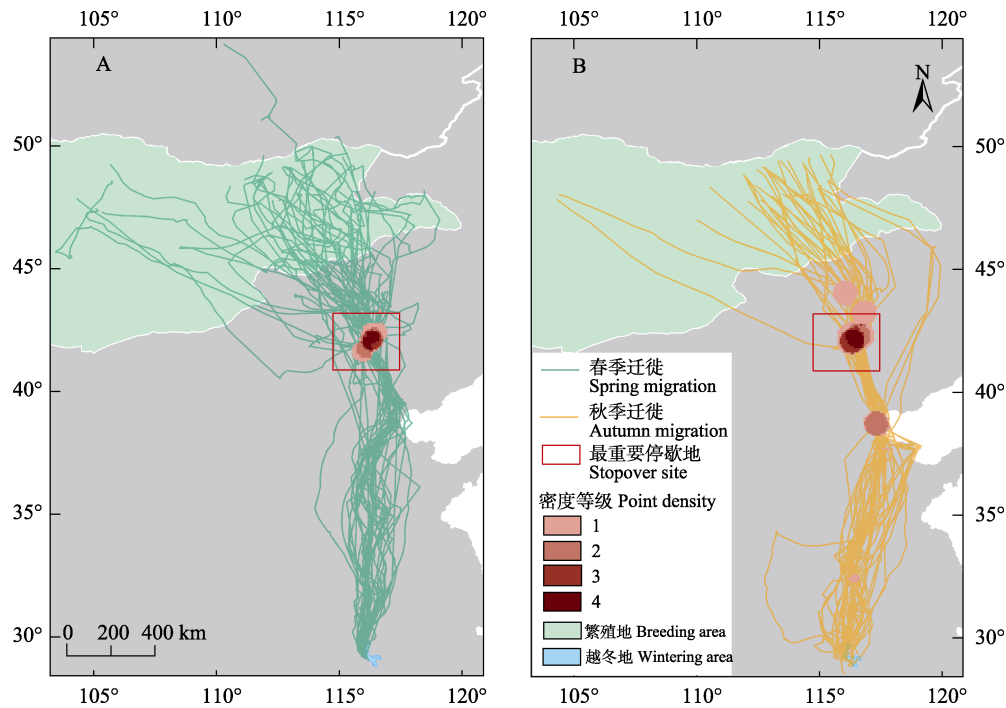 105° 110° 115° 120° 105° 110° 115° 120°
A
B
N
50°
45°
40°
35°
30°
50°
45°
40°
35°
30°
春季迁徙
Spring migration
秋季迁徙
Autumn migration
最重要停歇地
Stopover site
密度等级 Point density
1
2
3
4
繁殖地 Breeding area
越冬地 Wintering area
0 200 400 km
105° 110° 115° 120° 105° 110° 115° 120°